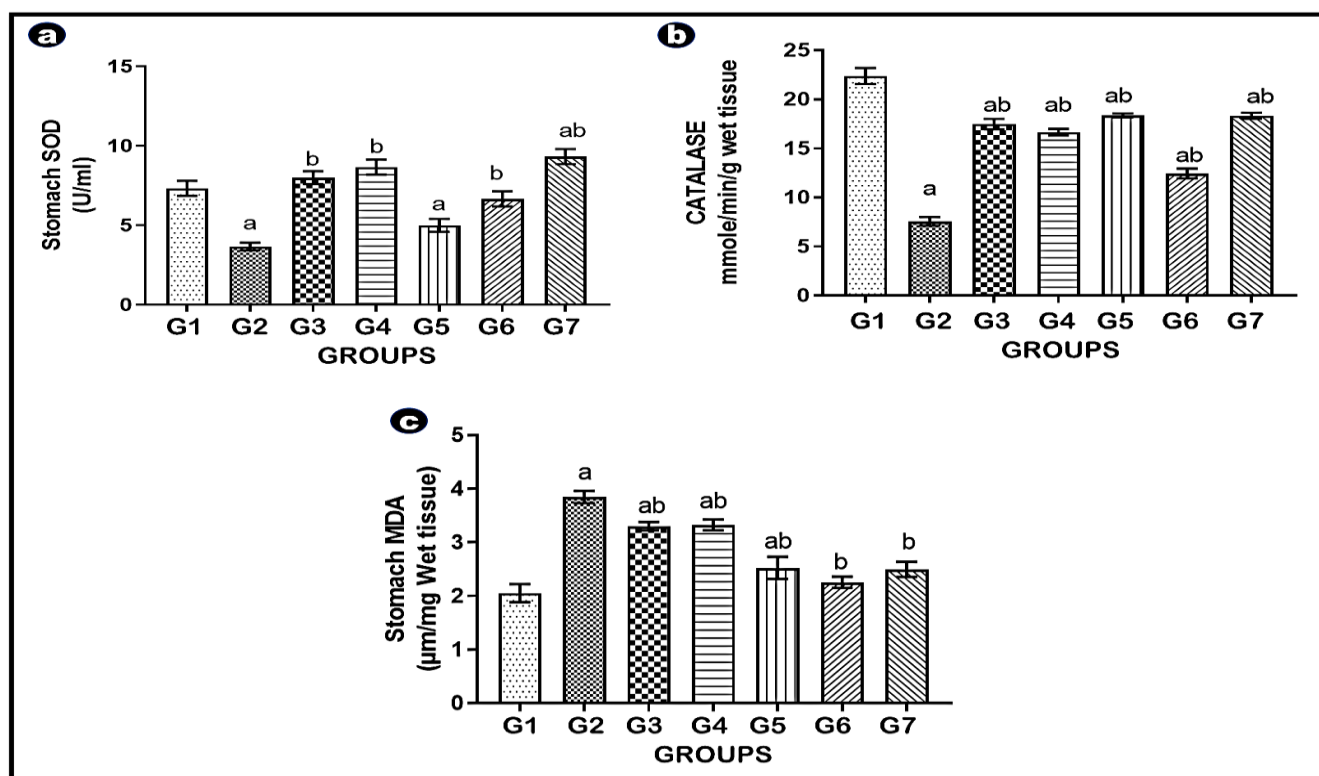 a
Stomach SOD
(U/ml)
15
10
5
0
a
b
b
a
b
ab
G1 G2 G3 G4 G5 G6 G7
GROUPS
b
CATALASE
mmole/min/g wet tissue
25
20
15
10
5
0
a
ab
ab
ab
ab
ab
G1 G2 G3 G4 G5 G6 G7
GROUPS
c
Stomach MDA
(µm/mg Wet tissue)
5
4
3
2
1
0
a
ab
ab
ab
b
b
G1 G2 G3 G4 G5 G6 G7
GROUPS